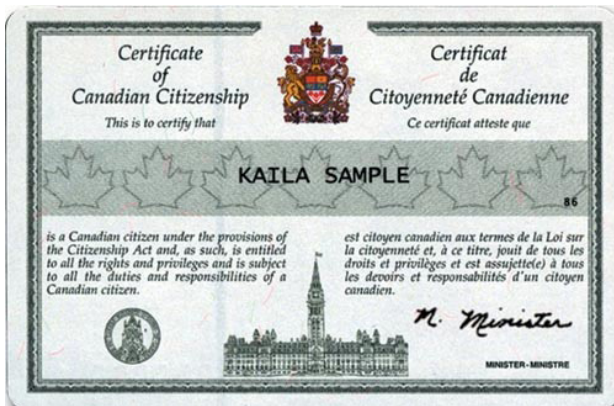 Certificate
of
Canadian Citizenship
This is to certify that
Certificat
de
Citoyenneté Canadienne
Ce certificat atteste que
KAILA SAMPLE
86
is a Canadian citizen under the provisions of
the Citizenship Act and, as such, is entitled
to all the rights and privileges and is subject
to all the duties and responsibilities of a
Canadian citizen.
est citoyen canadien aux termes de la Loi sur
la citoyenneté et, à ce titre, jouit de tous les
droits et privilèges et est assujetté(e) à tous
les devoirs et responsabilités d'un citoyen
canadien.
M. Minister
MINISTER-MINISTRE